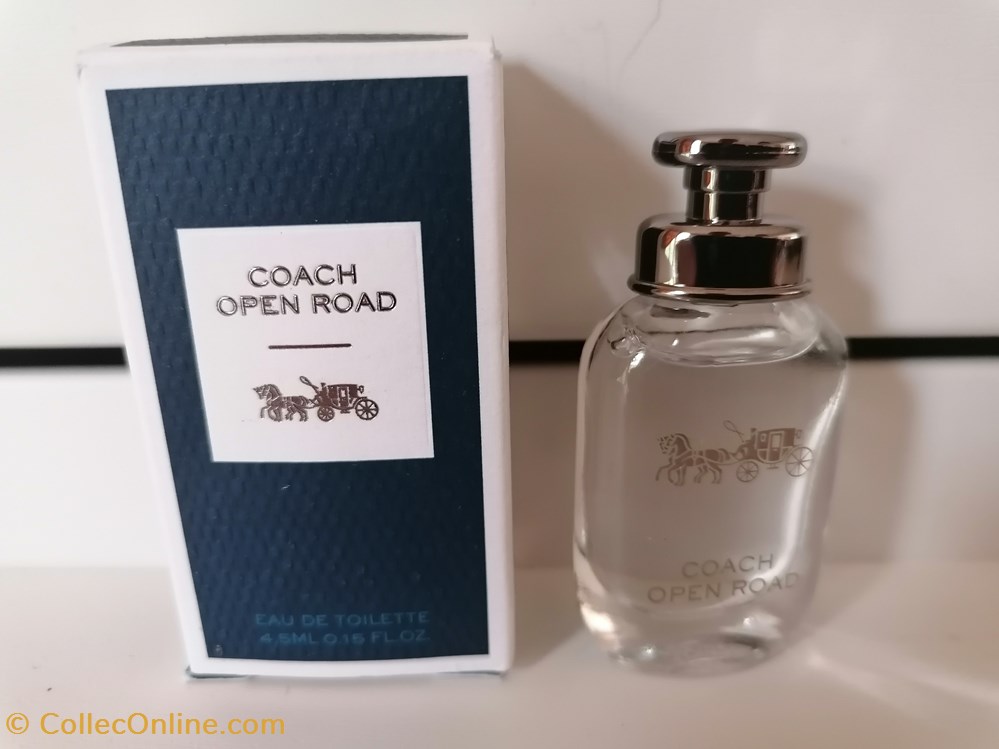 COACH
OPEN ROAD
EAU DE TOILETTE
4.5ML 0.15 FL.OZ
COACH
OPEN ROAD
© CollecOnline.com